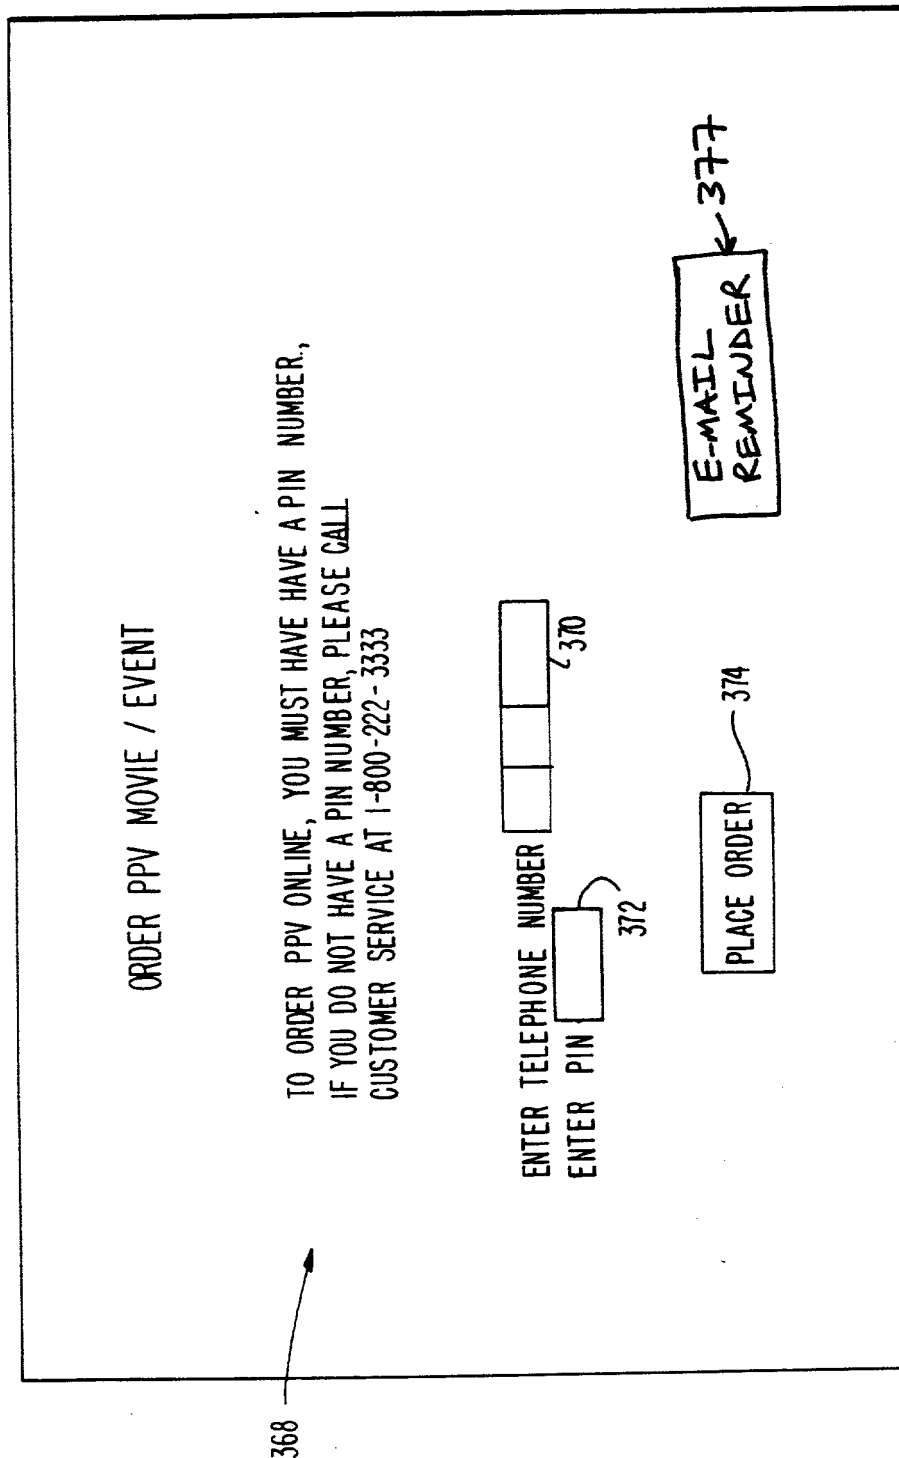 ORDER PPV MOVIE / EVENT
368
TO ORDER PPV ONLINE, YOU MUST HAVE HAVE A PIN NUMBER.,
IF YOU DO NOT HAVE A PIN NUMBER, PLEASE CALL
CUSTOMER SERVICE AT 1-800-222-3333
ENTER TELEPHONE NUMBER
370
ENTER PIN
372
PLACE ORDER
374
E-MAIL
REMINDER
377